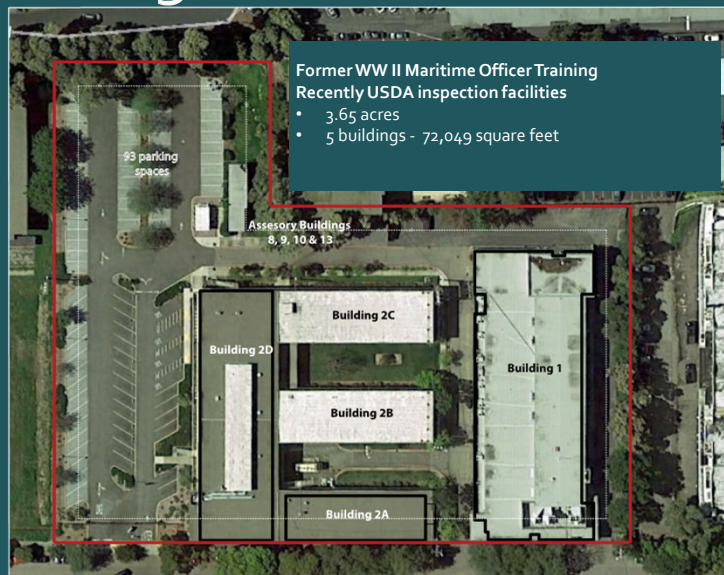 Former WW II Maritime Officer Training
Recently USDA inspection facilities
• 3.65 acres
• 5 buildings - 72,049 square feet
93 parking
spaces
Assesory Buildings
8, 9, 10 & 13
Building 2C
Building 2D
Building 1
Building 2B
Building 2A